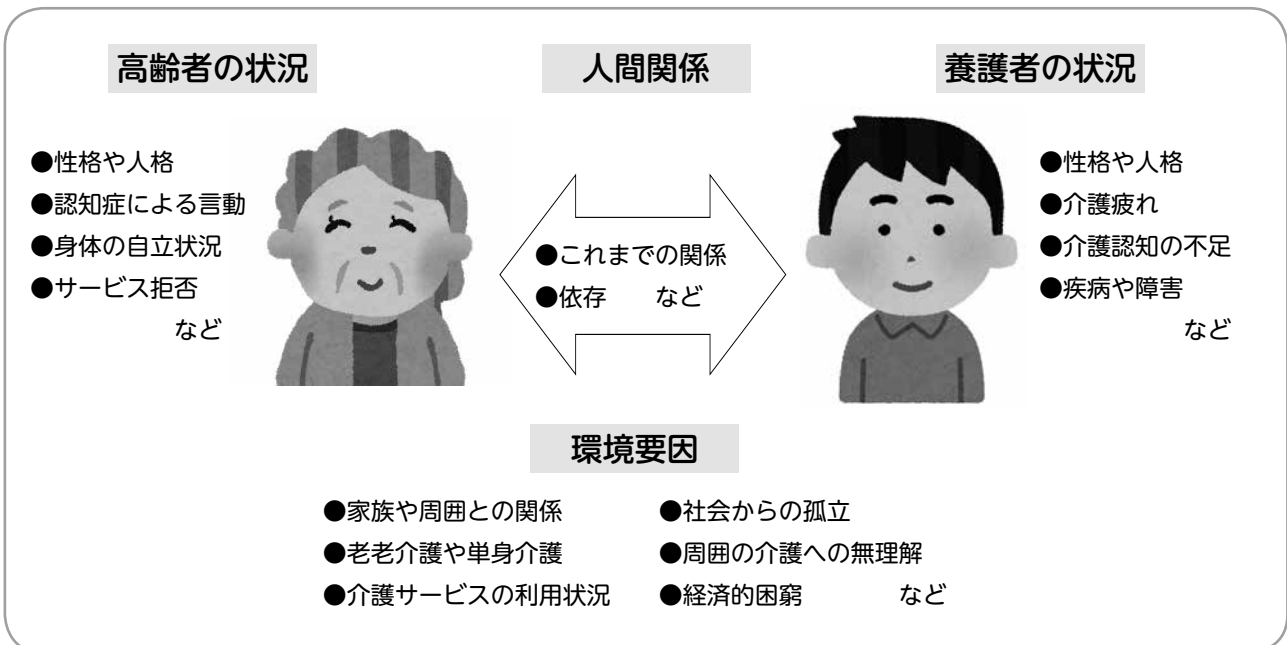 高齢者の状況
●性格や人格
●認知症による言動
●身体の自立状況
●サービス拒否
など
人間関係
●これまでの関係
●依存　　など
養護者の状況
●性格や人格
●介護疲れ
●介護認知の不足
●疾病や障害
など
環境要因
●家族や周囲との関係
●老老介護や単身介護
●介護サービスの利用状況
●社会からの孤立
●周囲の介護への無理解
●経済的困窮　　　　など